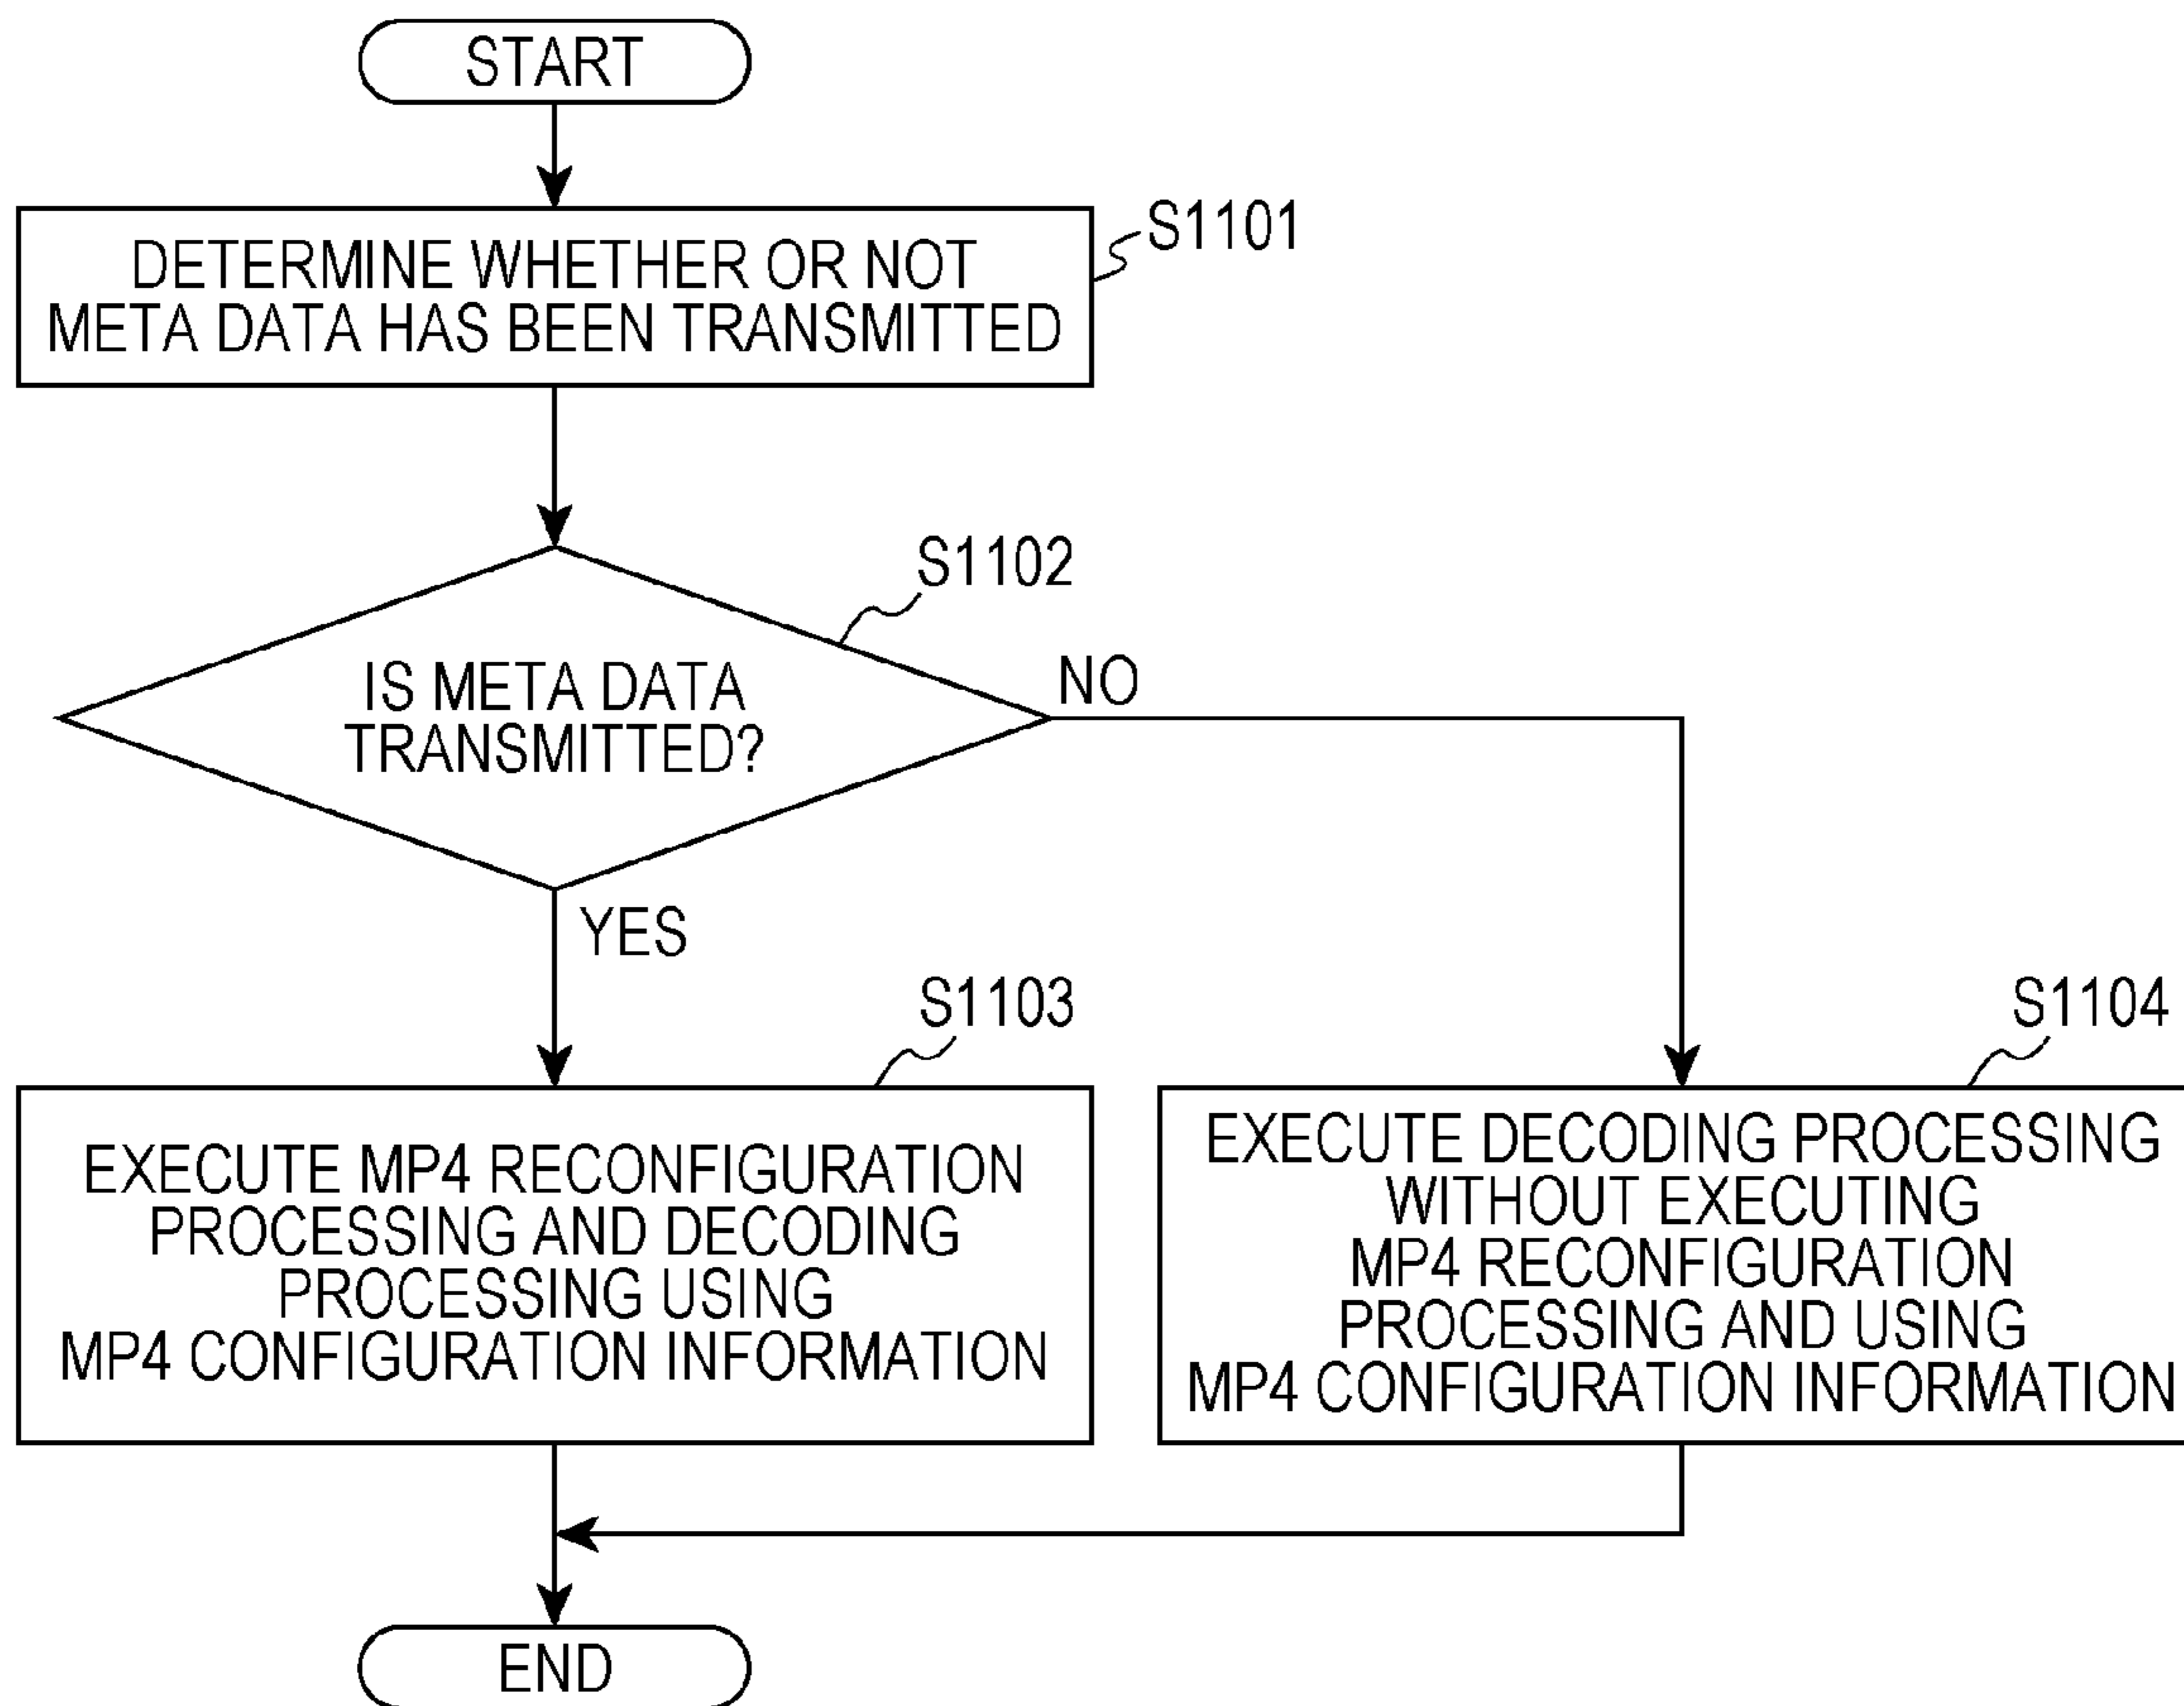 START
S1101
DETERMINE WHETHER OR NOT
META DATA HAS BEEN TRANSMITTED
S1102
IS META DATA
TRANSMITTED?
NO
YES
S1103
EXECUTE MP4 RECONFIGURATION
PROCESSING AND DECODING
PROCESSING USING
MP4 CONFIGURATION INFORMATION
S1104
EXECUTE DECODING PROCESSING
WITHOUT EXECUTING
MP4 RECONFIGURATION
PROCESSING AND USING
MP4 CONFIGURATION INFORMATION
END